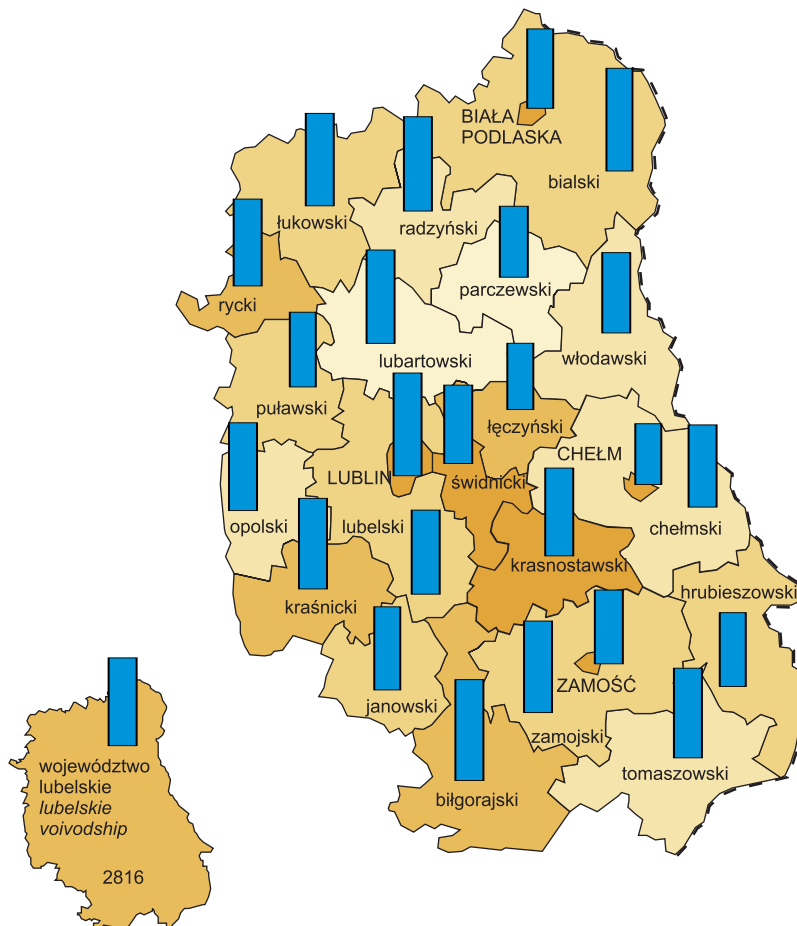 BIAŁA
PODLASKA
bialski
łukowski
radzyński
parczewski
rycki
lubartowski
włodawski
puławski
łęczyński
CHEŁM
LUBLIN
świdnicki
opolski
lubelski
chełmski
krasnostawski
kraśnicki
hrubieszowski
ZAMOŚĆ
janowski
zamojski
tomaszowski
biłgorajski
województwo
lubelskie
lubelskie
voivodship
2816